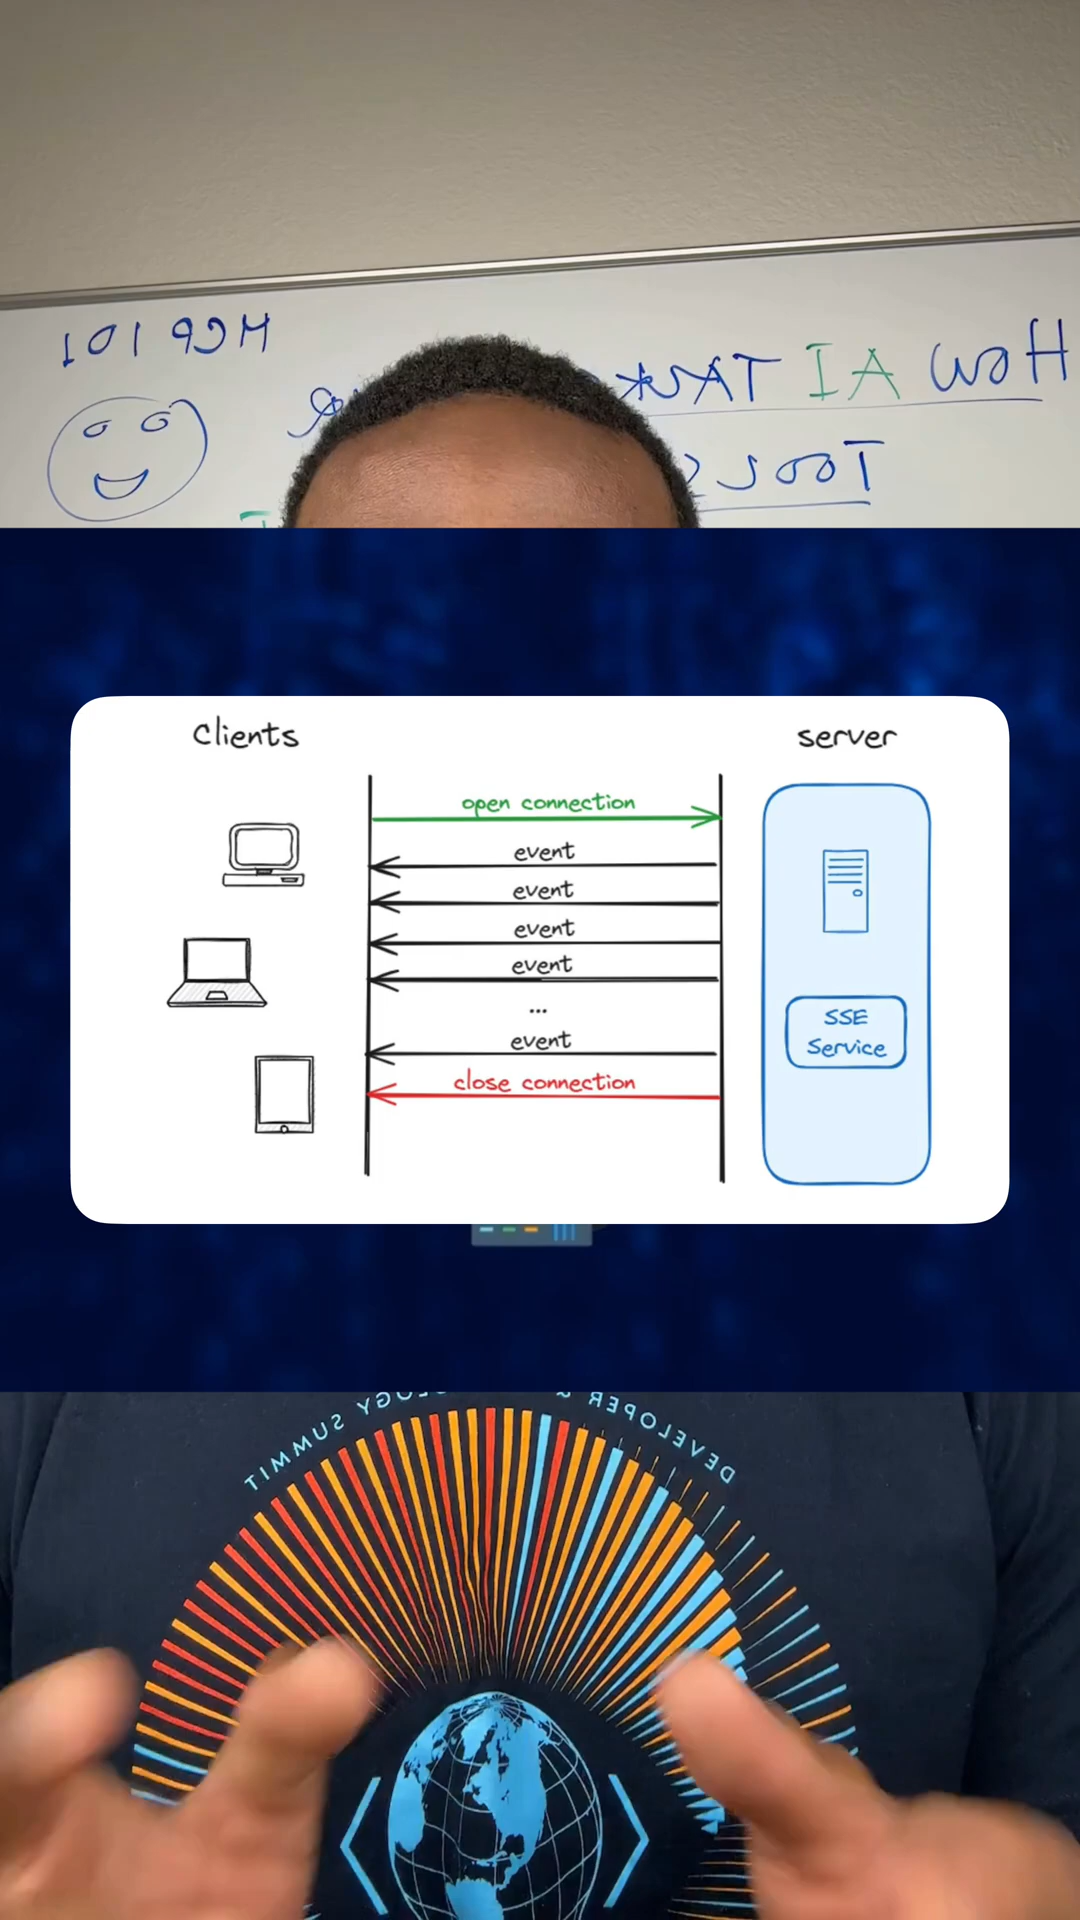 MCP 101
How AI TALK
TOOLS
clients
server
open connection
event
event
event
event
...
event
close connection
SSE
Service
DEVELOPER &
SUMMIT